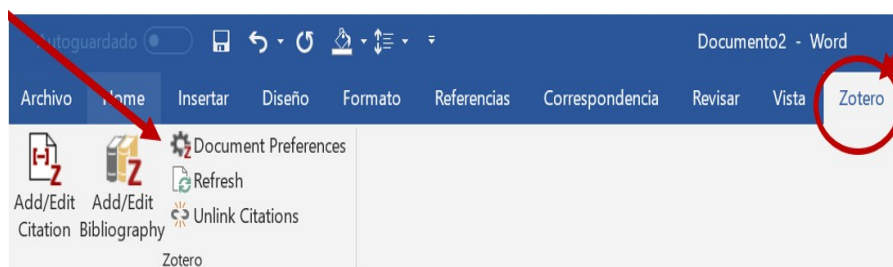 Autoguardado
Documento2 - Word
Archivo Home Insertar Diseño Formato Referencias Correspondencia Revisar Vista Zotero
[-]Z
Z
Z Document Preferences
Refresh
Unlink Citations
Add/Edit Citation
Add/Edit Bibliography
Zotero